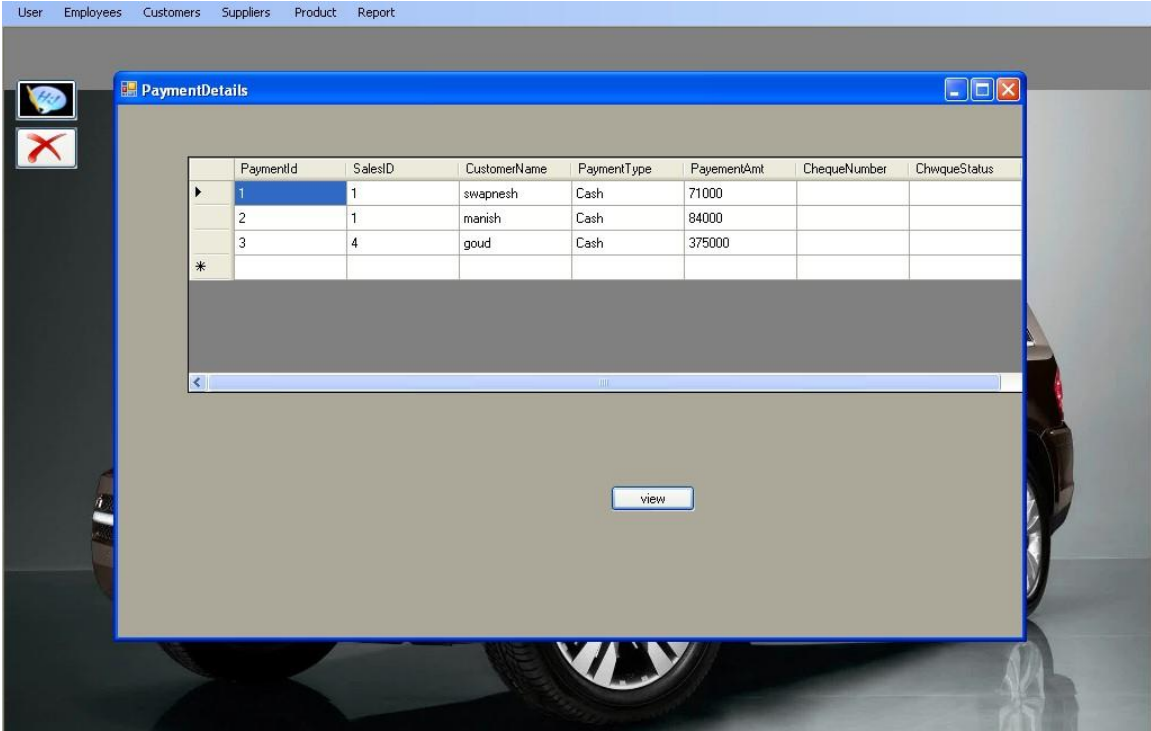 User Employees Customers Suppliers Product Report
Hi!
PaymentDetails
PaymentId SalesID CustomerName PaymentType PayementAmt ChequeNumber ChwqueStatus
1 1 swapnesh Cash 71000
2 1 manish Cash 84000
3 4 goud Cash 375000
view